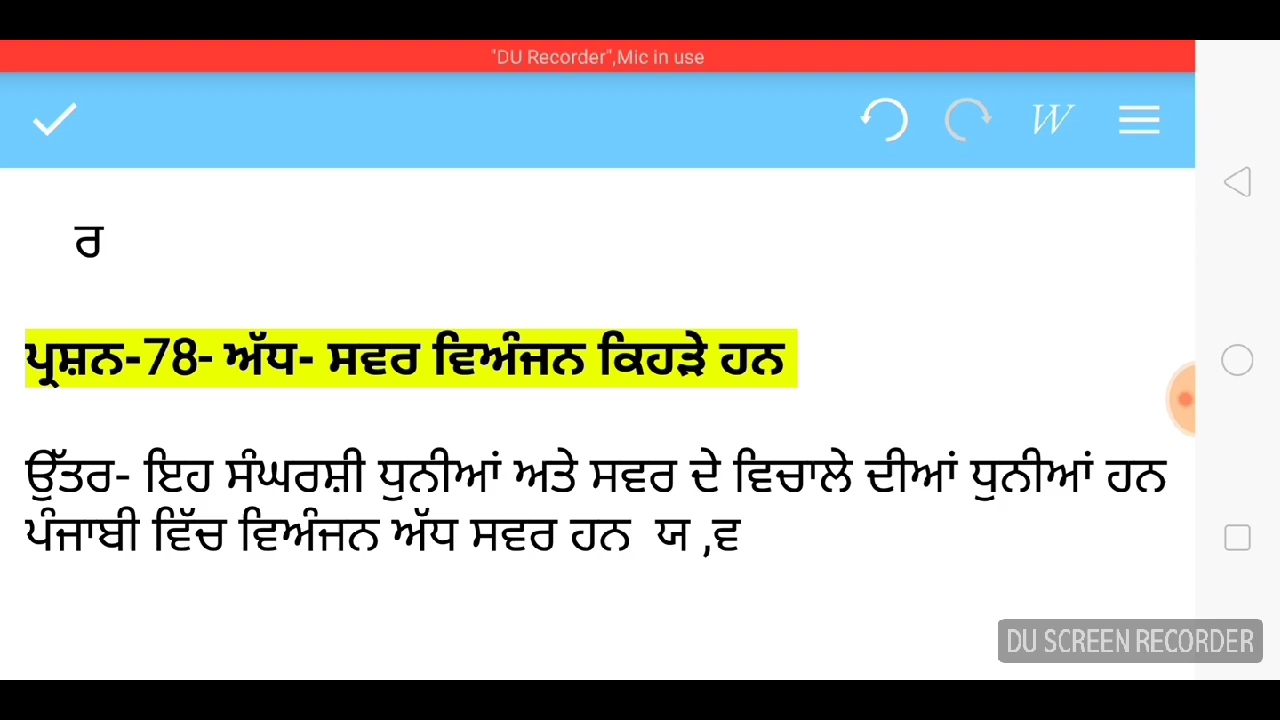 "DU Recorder",Mic in use
W
ਰ
ਪ੍ਰਸ਼ਨ-78- ਅੱਧ- ਸਵਰ ਵਿਅੰਜਨ ਕਿਹੜੇ ਹਨ
ਉੱਤਰ- ਇਹ ਸੰਘਰਸ਼ੀ ਧੁਨੀਆਂ ਅਤੇ ਸਵਰ ਦੇ ਵਿਚਾਲੇ ਦੀਆਂ ਧੁਨੀਆਂ ਹਨ
ਪੰਜਾਬੀ ਵਿੱਚ ਵਿਅੰਜਨ ਅੱਧ ਸਵਰ ਹਨ ਯ ,ਵ
DU SCREEN RECORDER